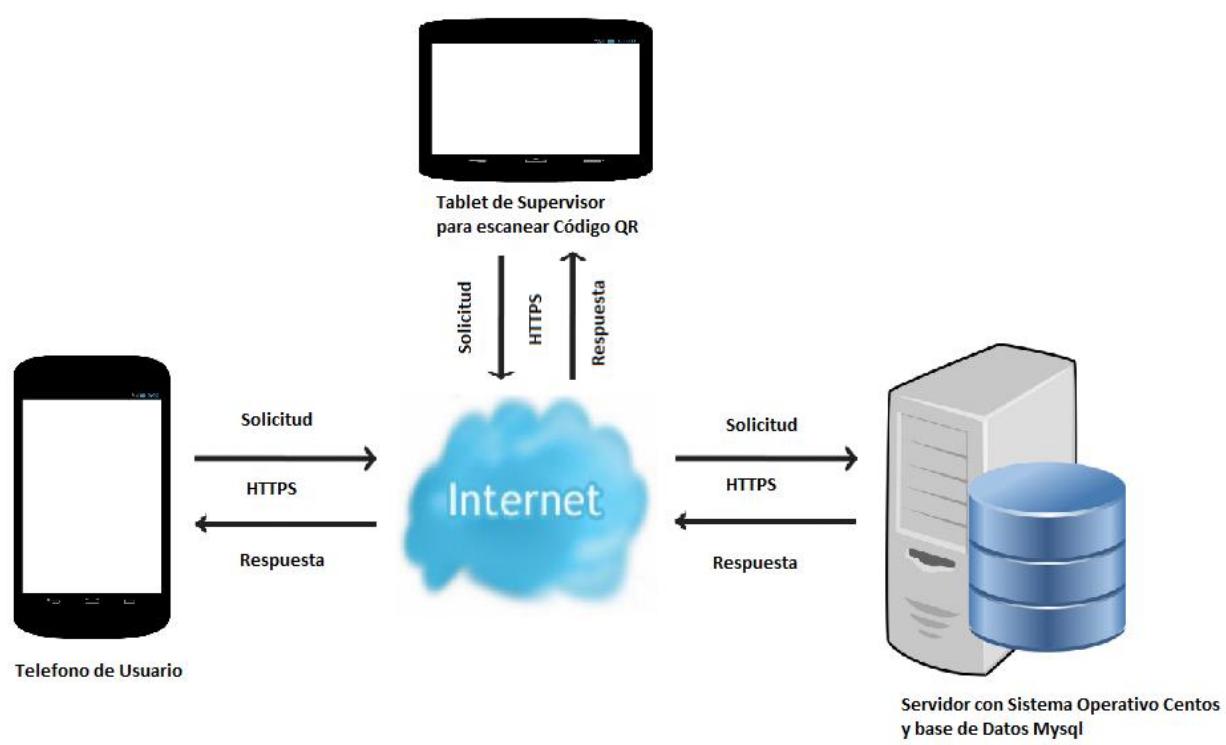 Tablet de Supervisor
para escanear Código QR
Solicitud
HTTPS
Respuesta
Solicitud
HTTPS
Respuesta
Internet
Solicitud
HTTPS
Respuesta
Telefono de Usuario
Servidor con Sistema Operativo Centos
y base de Datos Mysql